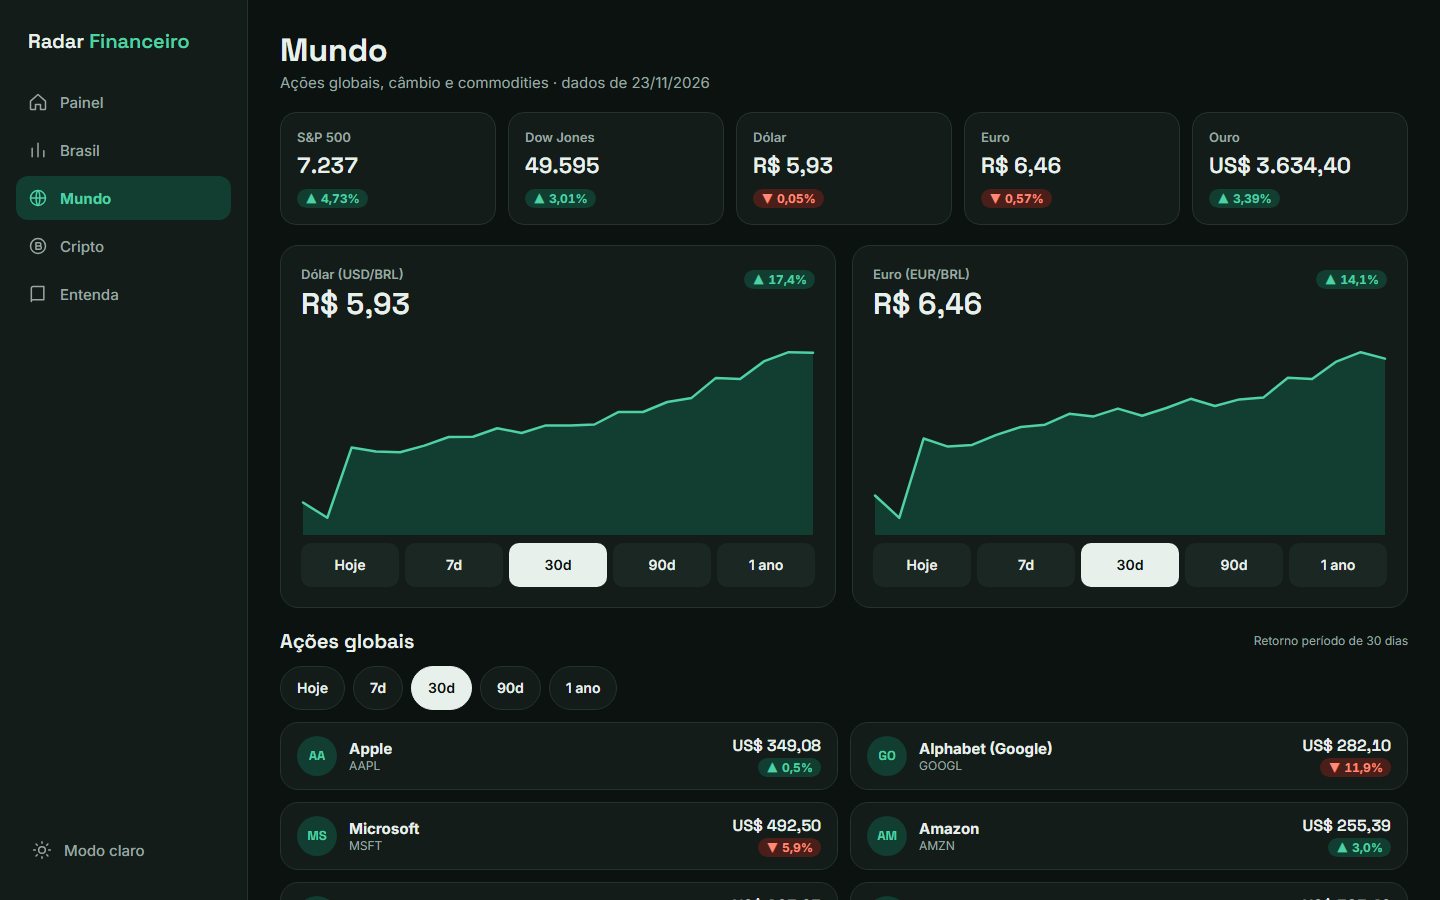 Radar Financeiro
Painel
Brasil
Mundo
Cripto
Entenda
Modo claro
Mundo
Ações globais, câmbio e commodities · dados de 23/11/2026
S&P 500
7.237
▲ 4,73%
Dow Jones
49.595
▲ 3,01%
Dólar
R$ 5,93
▼ 0,05%
Euro
R$ 6,46
▼ 0,57%
Ouro
US$ 3.634,40
▲ 3,39%
Dólar (USD/BRL)
R$ 5,93
▲ 17,4%
Hoje 7d 30d 90d 1 ano
Euro (EUR/BRL)
R$ 6,46
▲ 14,1%
Hoje 7d 30d 90d 1 ano
Ações globais
Retorno período de 30 dias
Hoje 7d 30d 90d 1 ano
AA
Apple
AAPL
US$ 349,08
▲ 0,5%
GO
Alphabet (Google)
GOOGL
US$ 282,10
▼ 11,9%
MS
Microsoft
MSFT
US$ 492,50
▼ 5,9%
AM
Amazon
AMZN
US$ 255,39
▲ 3,0%